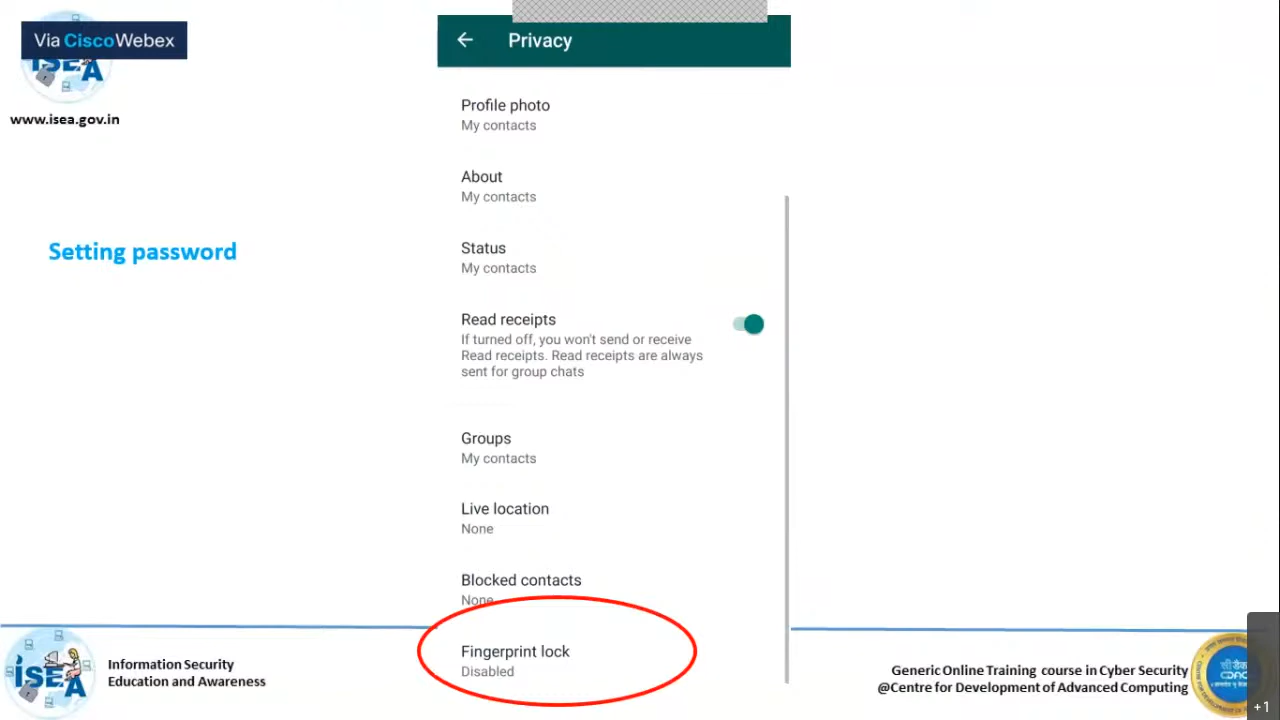 Via CiscoWebex
ISEA
www.isea.gov.in
Setting password
Privacy
Profile photo
My contacts
About
My contacts
Status
My contacts
Read receipts
If turned off, you won't send or receive
Read receipts. Read receipts are always
sent for group chats
Groups
My contacts
Live location
None
Blocked contacts
None
Fingerprint lock
Disabled
ISEA
Information Security
Education and Awareness
Generic Online Training course in Cyber Security
@Centre for Development of Advanced Computing
सी डैक
CDAC
+1